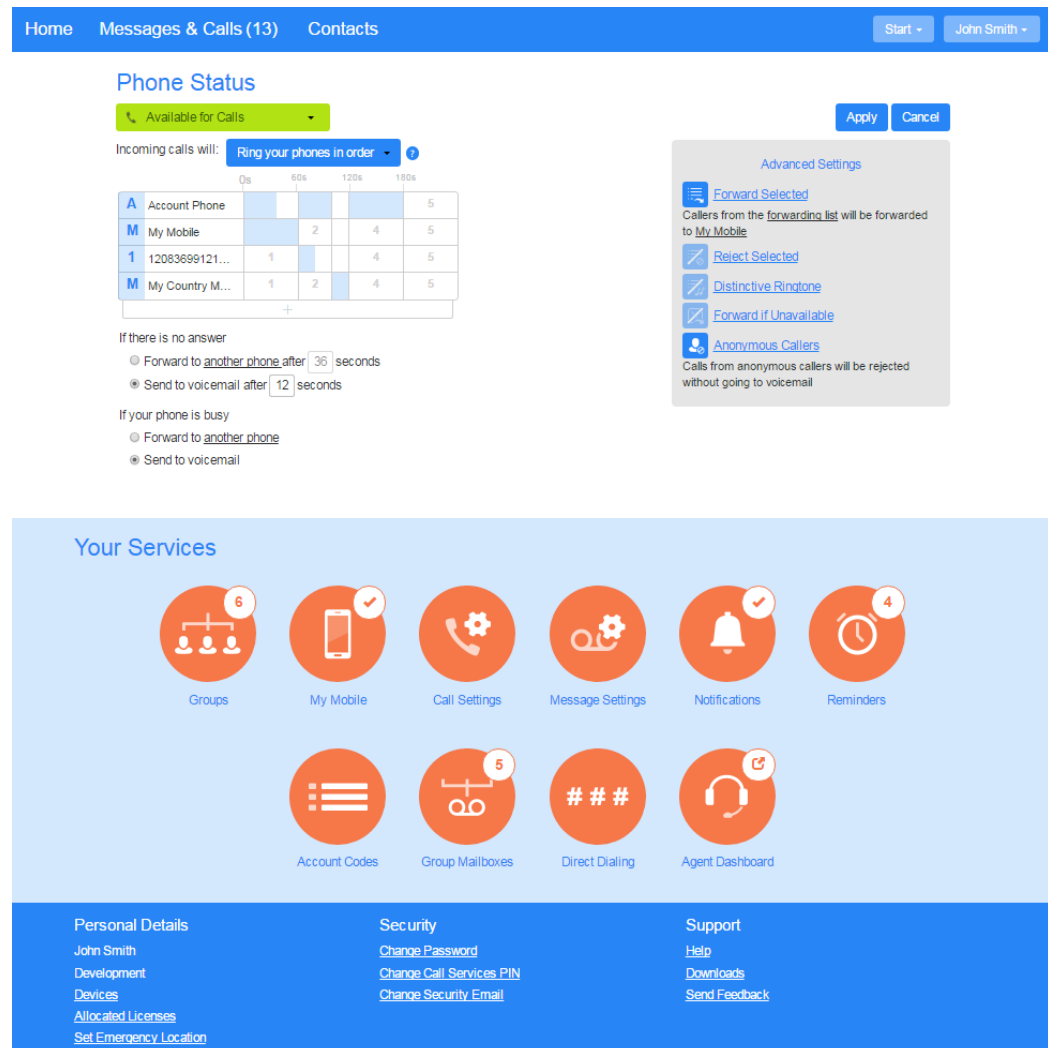 Home Messages & Calls (13) Contacts Start John Smith
Phone Status
Available for Calls
Apply Cancel
Incoming calls will: Ring your phones in order ?
0s 60s 120s 180s
A Account Phone 5
M My Mobile 2 4 5
1 12083699121... 1 4 5
M My Country M... 1 2 4 5
+
If there is no answer
Forward to another phone after 36 seconds
Send to voicemail after 12 seconds
If your phone is busy
Forward to another phone
Send to voicemail
Advanced Settings
Forward Selected
Callers from the forwarding list will be forwarded
to My Mobile
Reject Selected
Distinctive Ringtone
Forward if Unavailable
Anonymous Callers
Calls from anonymous callers will be rejected
without going to voicemail
Your Services
6 4
Groups My Mobile Call Settings Message Settings Notifications Reminders
5 ###
Account Codes Group Mailboxes Direct Dialing Agent Dashboard
Personal Details
John Smith
Development
Devices
Allocated Licenses
Set Emergency Location
Security
Change Password
Change Call Services PIN
Change Security Email
Support
Help
Downloads
Send Feedback